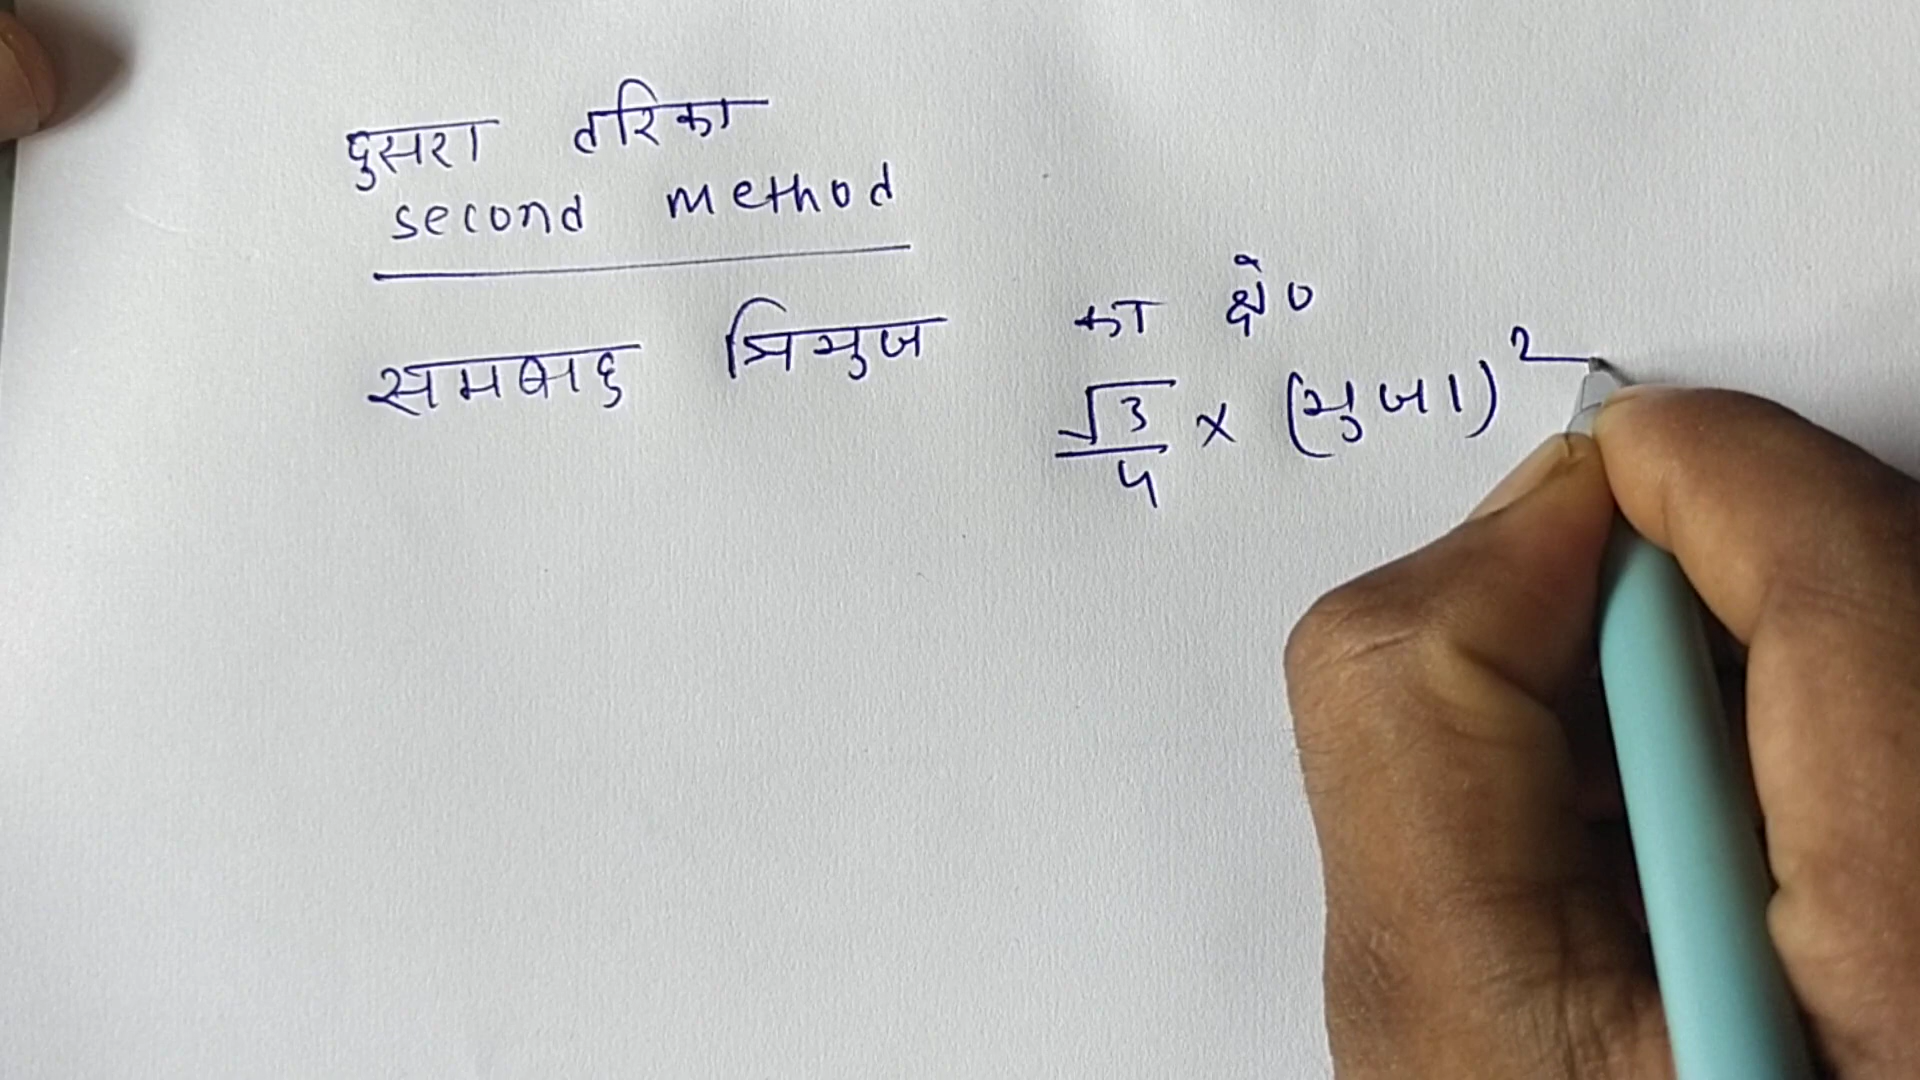 दुसरा तरिका
second method
समबाहु त्रिभुज का क्षे०
√3/4 × (भुजा)²